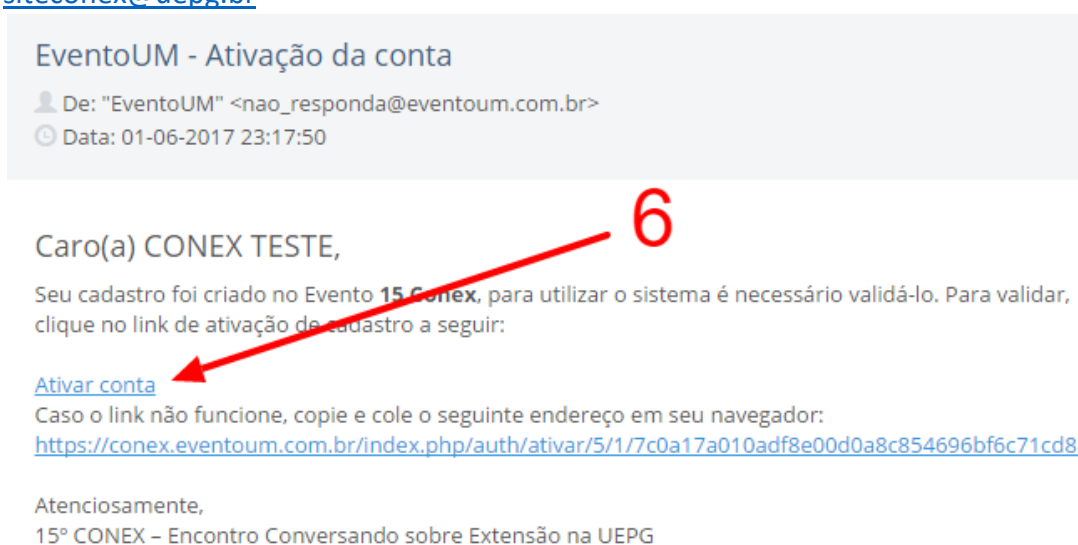 siteconex@uepg.br
EventoUM - Ativação da conta
De: "EventoUM" <nao_responda@eventoum.com.br>
Data: 01-06-2017 23:17:50
6
Caro(a) CONEX TESTE,
Seu cadastro foi criado no Evento 15 Conex, para utilizar o sistema é necessário validá-lo. Para validar,
clique no link de ativação de cadastro a seguir:
Ativar conta
Caso o link não funcione, copie e cole o seguinte endereço em seu navegador:
https://conex.eventoum.com.br/index.php/auth/ativar/5/1/7c0a17a010adf8e00d0a8c854696bf6c71cd8
Atenciosamente,
15º CONEX – Encontro Conversando sobre Extensão na UEPG